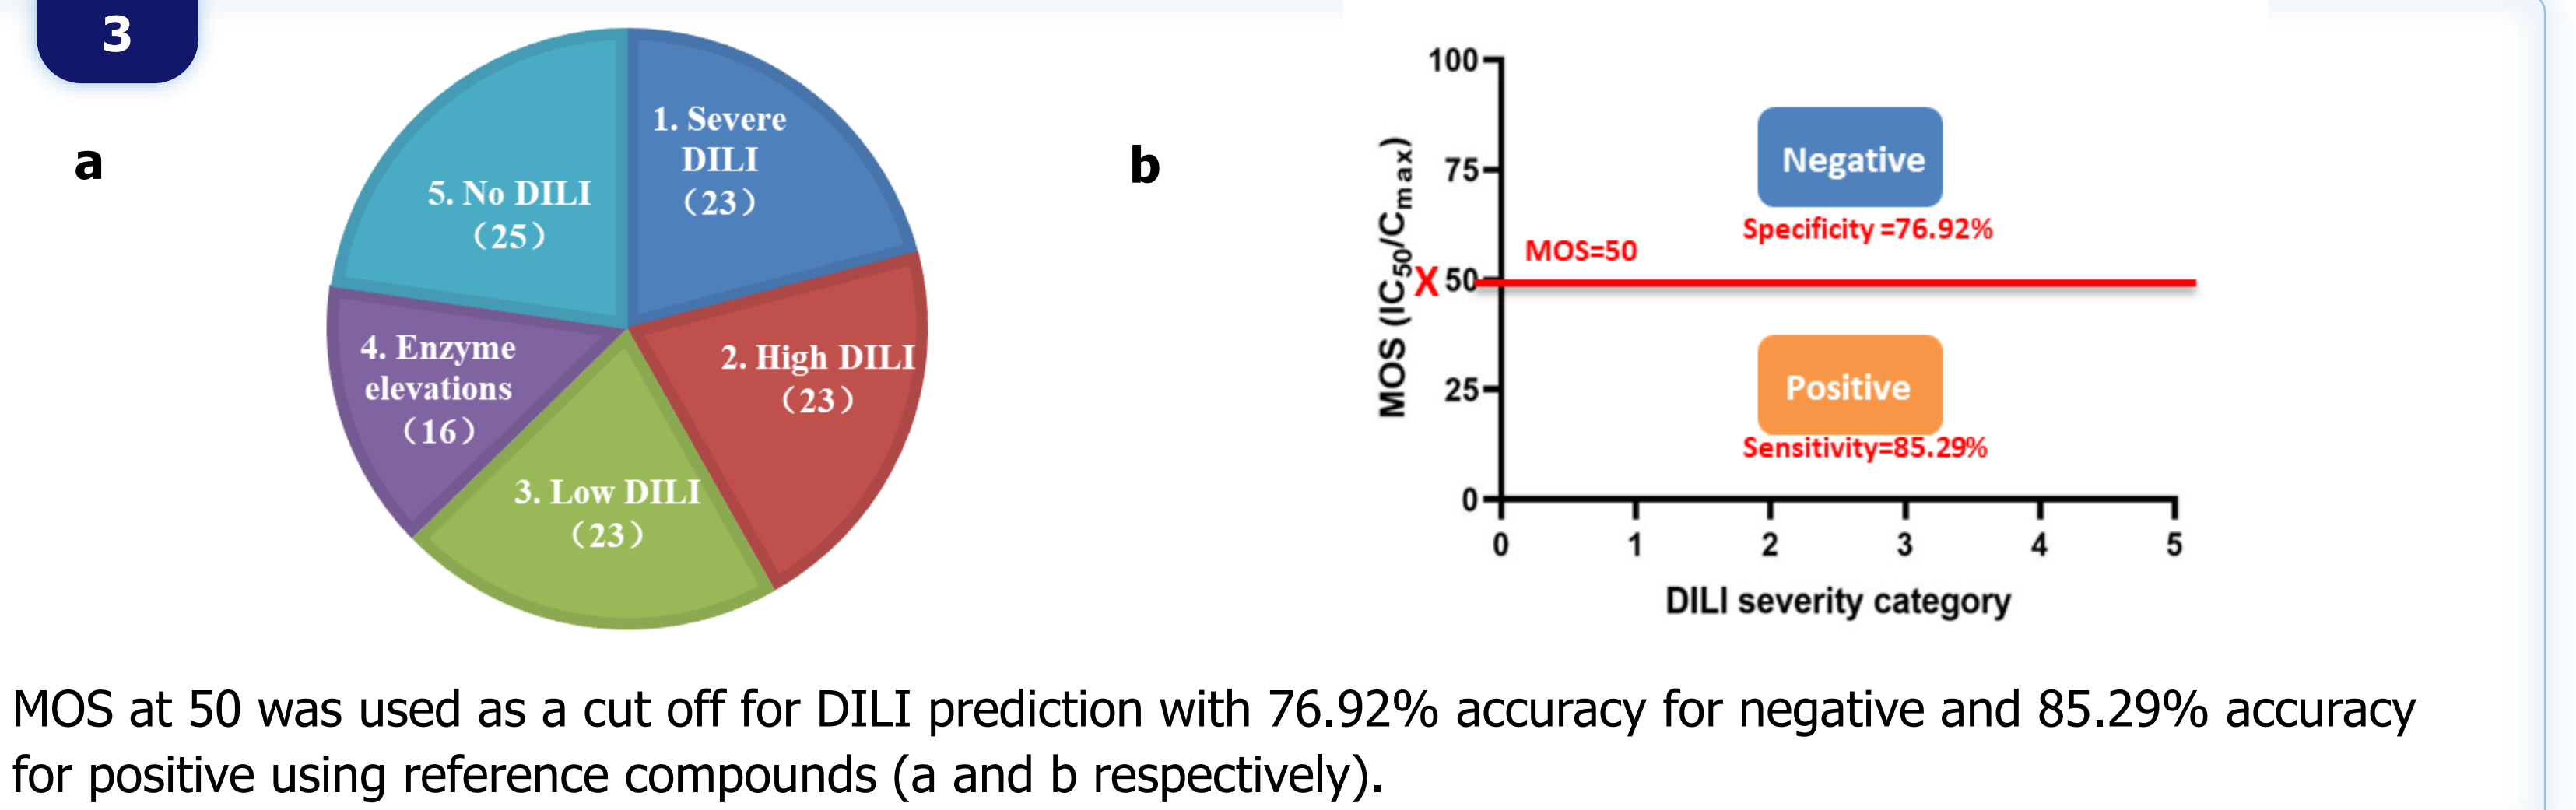 3
a
1. Severe
DILI
（23）
2. High DILI
（23）
3. Low DILI
（23）
4. Enzyme
elevations
（16）
5. No DILI
（25）
b
MOS (IC50/Cmax)
100
75
X 50
25
0
MOS=50
Negative
Specificity =76.92%
Positive
Sensitivity=85.29%
0 1 2 3 4 5
DILI severity category
MOS at 50 was used as a cut off for DILI prediction with 76.92% accuracy for negative and 85.29% accuracy
for positive using reference compounds (a and b respectively).